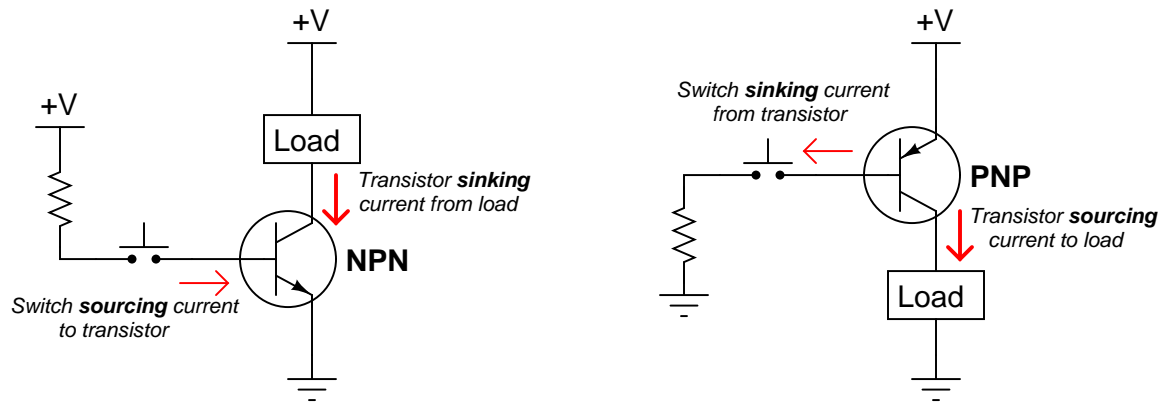 +V
+V
Load
Transistor sinking
current from load
NPN
Switch sourcing current
to transistor
+V
Switch sinking current
from transistor
PNP
Transistor sourcing
current to load
Load